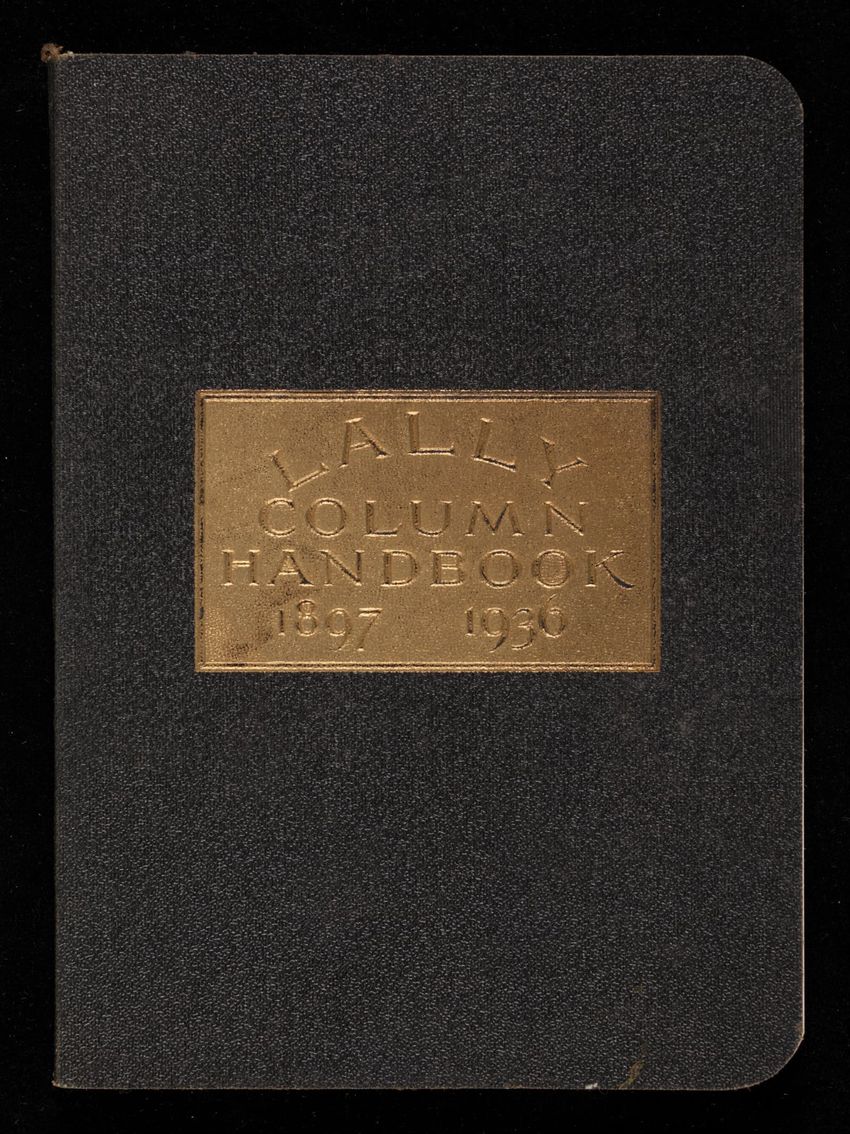 LALLY
COLUMN
HANDBOOK
1897 1936